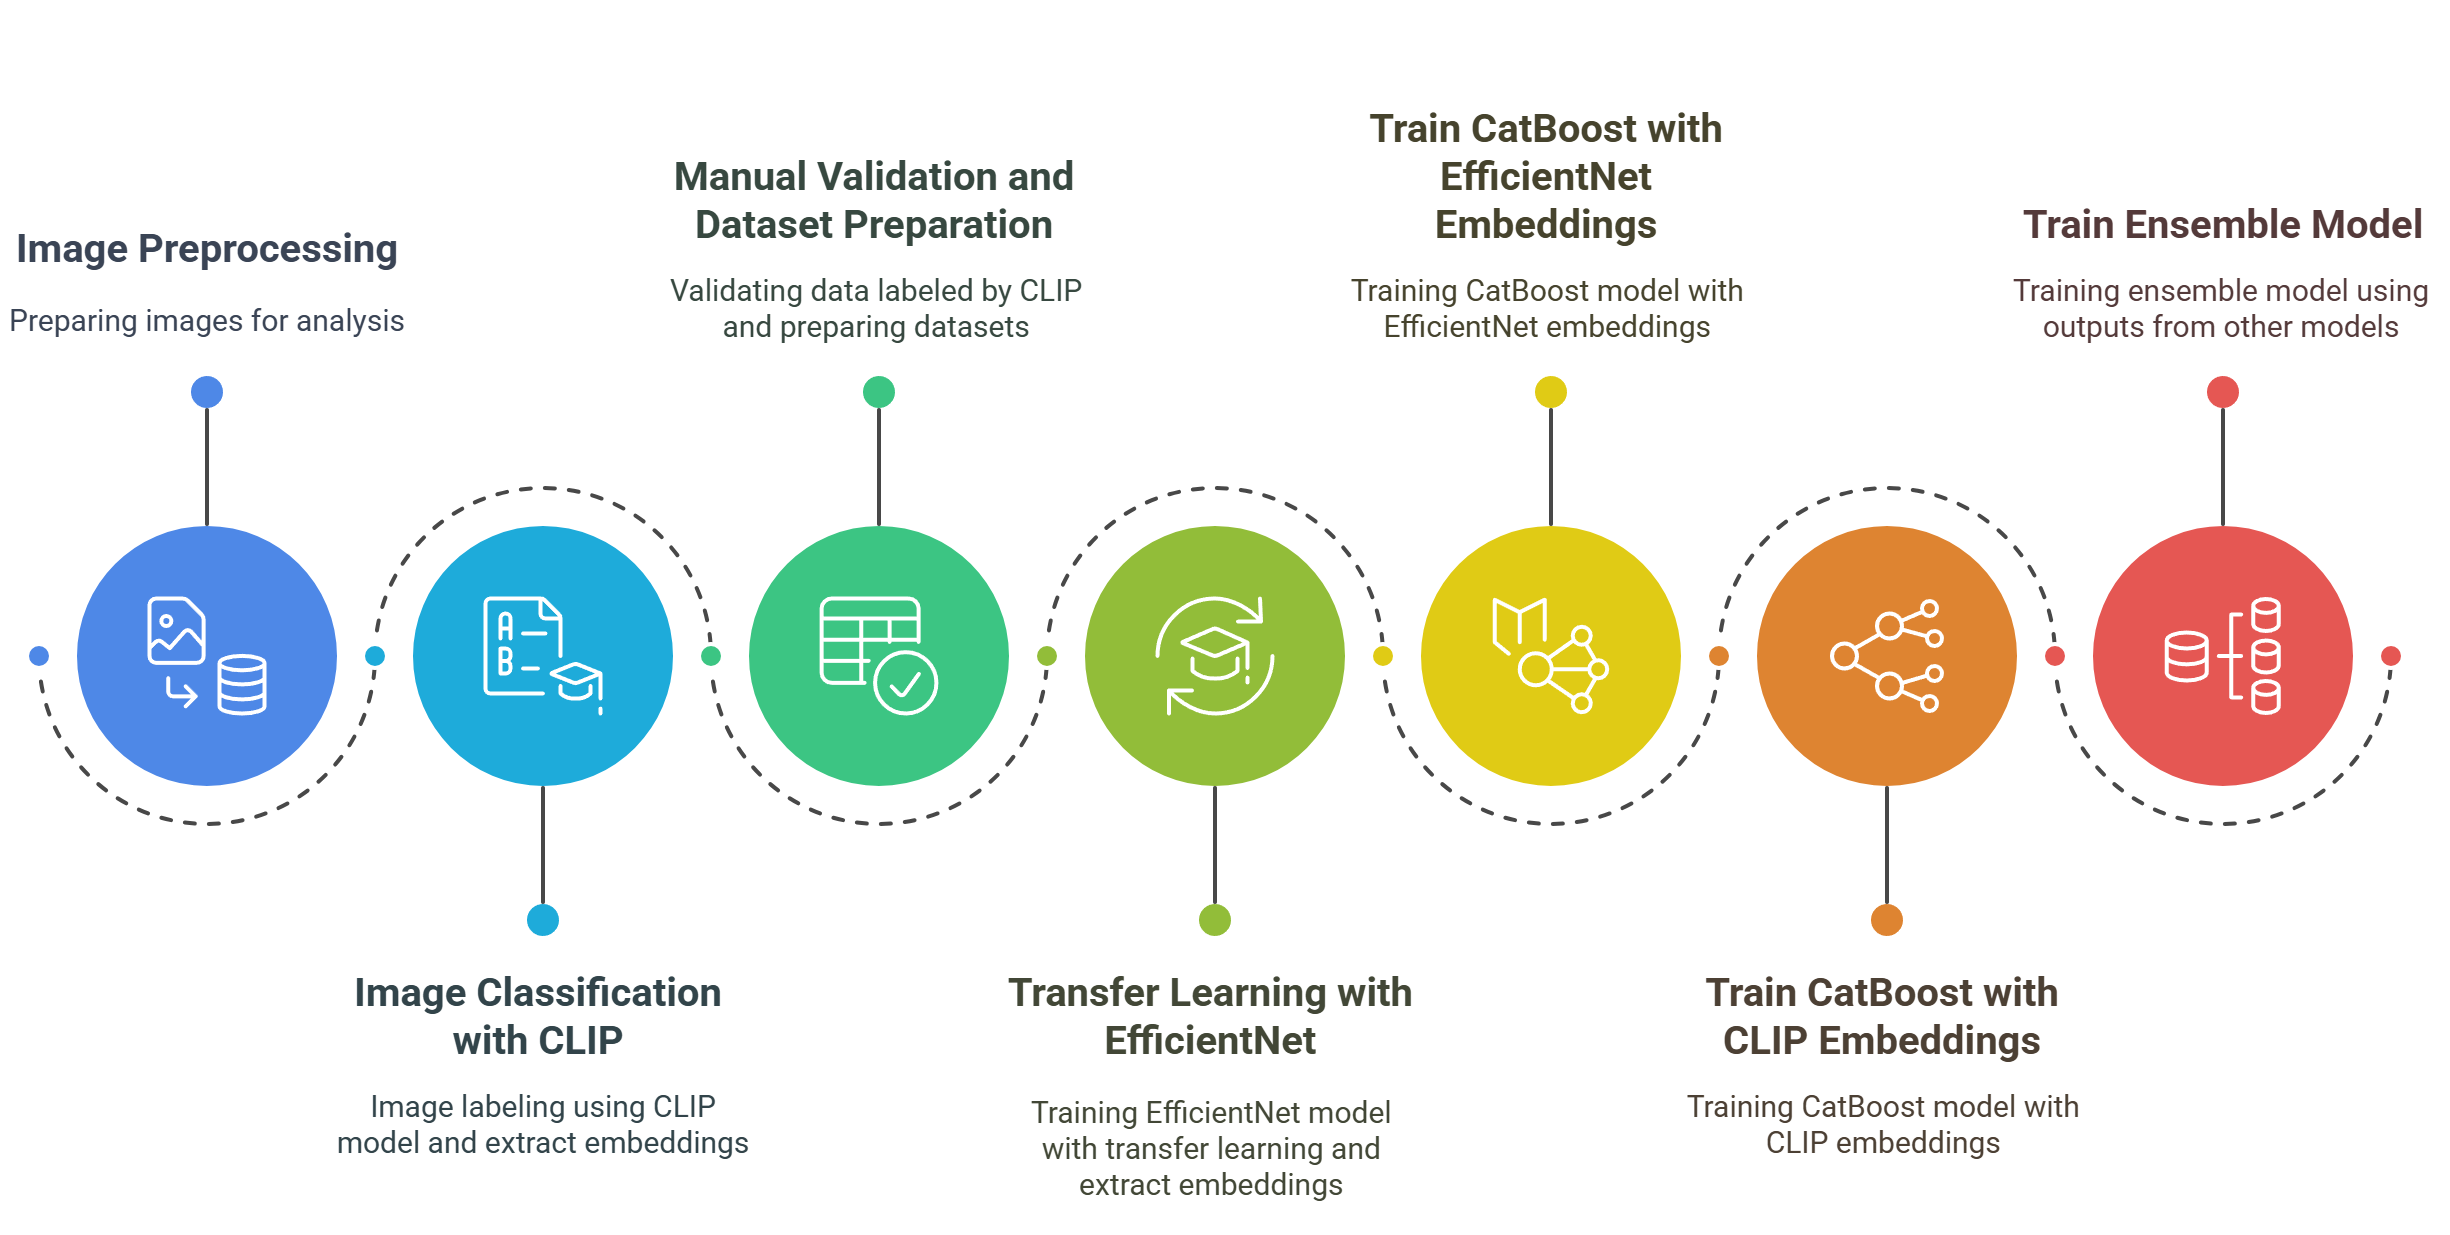 Image Preprocessing
Preparing images for analysis
A
B
Image Classification
with CLIP
Image labeling using CLIP
model and extract embeddings
Manual Validation and
Dataset Preparation
Validating data labeled by CLIP
and preparing datasets
Transfer Learning with
EfficientNet
Training EfficientNet model
with transfer learning and
extract embeddings
Train CatBoost with
EfficientNet
Embeddings
Training CatBoost model with
EfficientNet embeddings
Train CatBoost with
CLIP Embeddings
Training CatBoost model with
CLIP embeddings
Train Ensemble Model
Training ensemble model using
outputs from other models